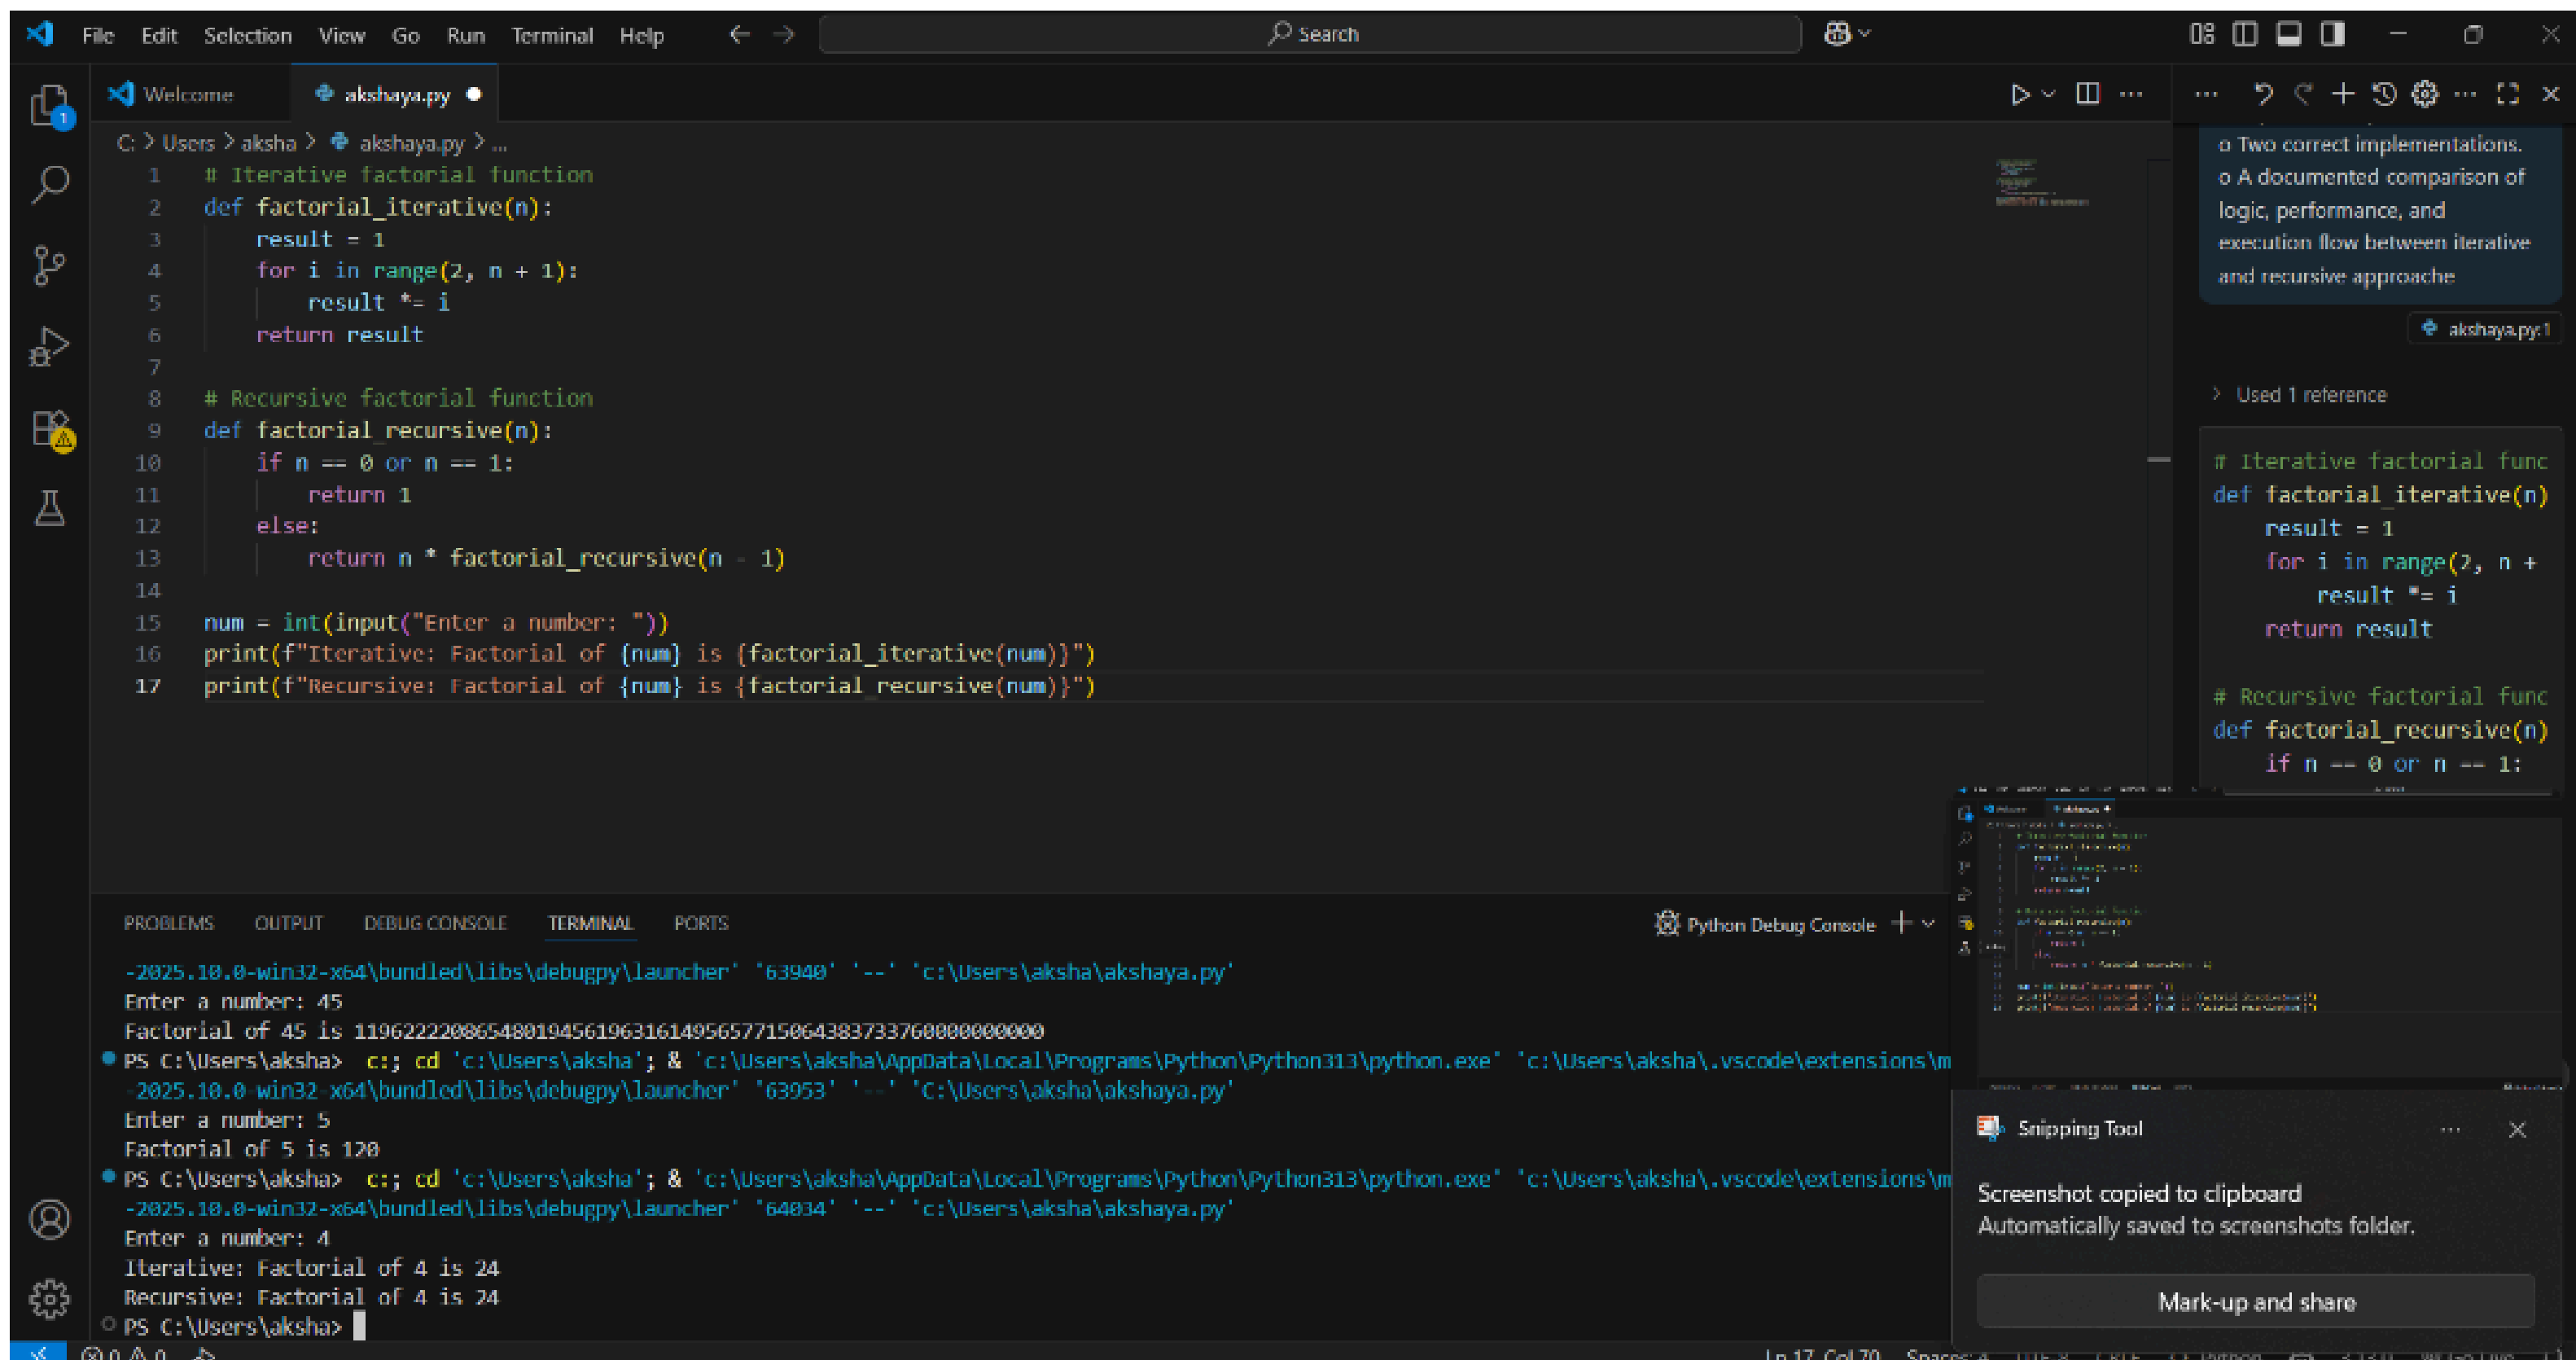 File Edit Selection View Go Run Terminal Help
Search
Welcome
akshaya.py
C: > Users > aksha > akshaya.py > ...
1 # Iterative factorial function
2 def factorial_iterative(n):
3 result = 1
4 for i in range(2, n + 1):
5 result *= i
6 return result
7
8 # Recursive factorial function
9 def factorial_recursive(n):
10 if n == 0 or n == 1:
11 return 1
12 else:
13 return n * factorial_recursive(n - 1)
14
15 num = int(input("Enter a number: "))
16 print(f"Iterative: Factorial of {num} is {factorial_iterative(num)}")
17 print(f"Recursive: Factorial of {num} is {factorial_recursive(num)}")
o Two correct implementations.
o A documented comparison of
logic, performance, and
execution flow between iterative
and recursive approache
akshaya.py:1
> Used 1 reference
# Iterative factorial func
def factorial_iterative(n)
result = 1
for i in range(2, n +
result *= i
return result
# Recursive factorial func
def factorial_recursive(n)
if n == 0 or n == 1:
PROBLEMS OUTPUT DEBUG CONSOLE TERMINAL PORTS
Python Debug Console
-2025.10.0-win32-x64\bundled\libs\debugpy\launcher' '63940' '--' 'c:\Users\aksha\akshaya.py'
Enter a number: 45
Factorial of 45 is 119622220865480194561963161495657715064383733760000000000
PS C:\Users\aksha> c:; cd 'c:\Users\aksha'; & 'c:\Users\aksha\AppData\Local\Programs\Python\Python313\python.exe' 'c:\Users\aksha\.vscode\extensions\m
-2025.10.0-win32-x64\bundled\libs\debugpy\launcher' '63953' '--' 'C:\Users\aksha\akshaya.py'
Enter a number: 5
Factorial of 5 is 120
PS C:\Users\aksha> c:; cd 'c:\Users\aksha'; & 'c:\Users\aksha\AppData\Local\Programs\Python\Python313\python.exe' 'c:\Users\aksha\.vscode\extensions\m
-2025.10.0-win32-x64\bundled\libs\debugpy\launcher' '64034' '--' 'c:\Users\aksha\akshaya.py'
Enter a number: 4
Iterative: Factorial of 4 is 24
Recursive: Factorial of 4 is 24
PS C:\Users\aksha>
Snipping Tool
Screenshot copied to clipboard
Automatically saved to screenshots folder.
Mark-up and share
Ln 17, Col 70